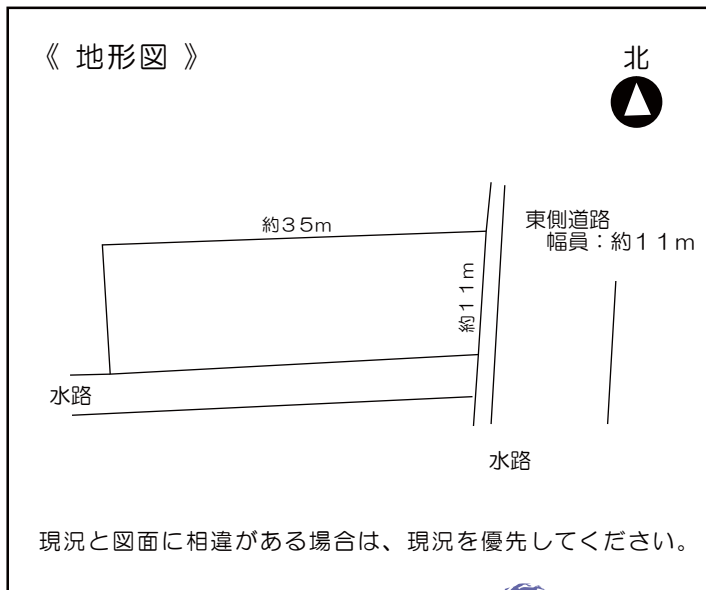 《 地形図 》
北
約３５ｍ
東側道路
幅員：約１１ｍ
約１１ｍ
水路
水路
現況と図面に相違がある場合は、現況を優先してください。